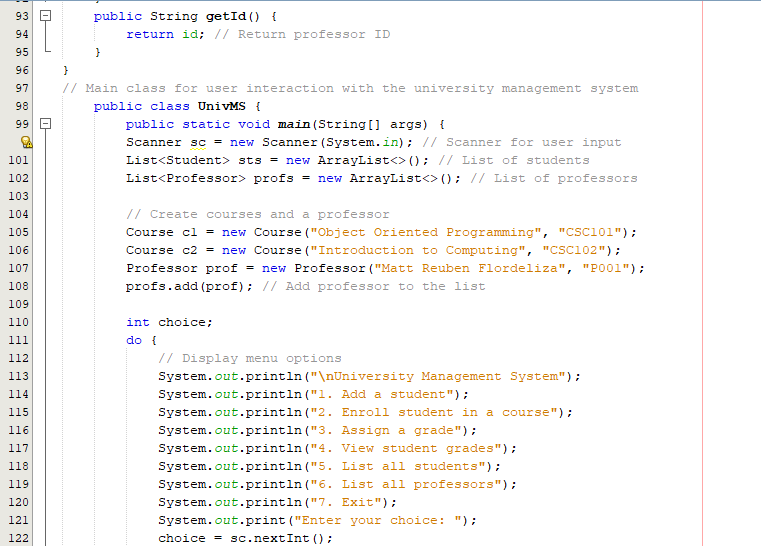 93 public String getId() {
94 return id; // Return professor ID
95 }
96 }
97 // Main class for user interaction with the university management system
98 public class UnivMS {
99 public static void main(String[] args) {
Scanner sc = new Scanner(System.in); // Scanner for user input
101 List<Student> sts = new ArrayList<>(); // List of students
102 List<Professor> profs = new ArrayList<>(); // List of professors
103
104 // Create courses and a professor
105 Course c1 = new Course("Object Oriented Programming", "CSC101");
106 Course c2 = new Course("Introduction to Computing", "CSC102");
107 Professor prof = new Professor("Matt Reuben Flordeliza", "P001");
108 profs.add(prof); // Add professor to the list
109
110 int choice;
111 do {
112 // Display menu options
113 System.out.println("\nUniversity Management System");
114 System.out.println("1. Add a student");
115 System.out.println("2. Enroll student in a course");
116 System.out.println("3. Assign a grade");
117 System.out.println("4. View student grades");
118 System.out.println("5. List all students");
119 System.out.println("6. List all professors");
120 System.out.println("7. Exit");
121 System.out.print("Enter your choice: ");
122 choice = sc.nextInt();